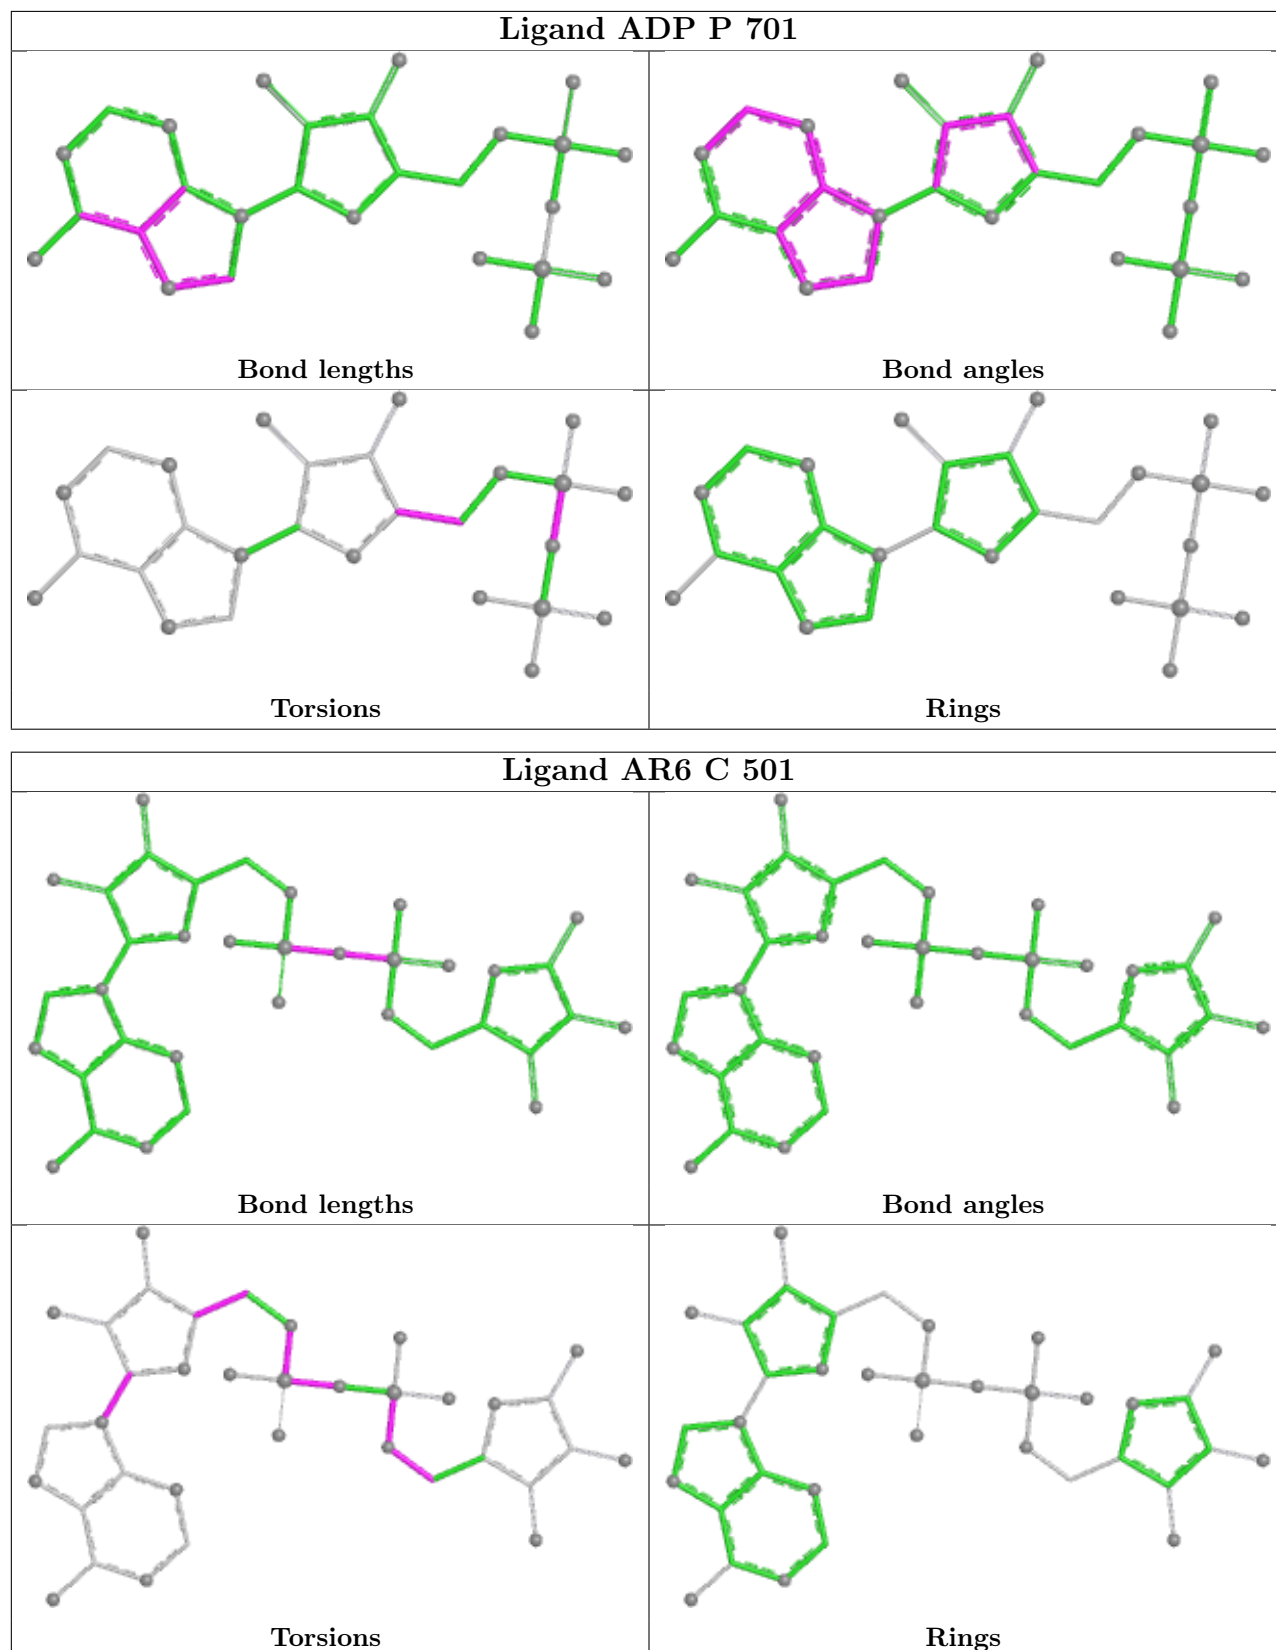 Ligand ADP P 701
Bond lengths
Bond angles
Torsions
Rings
Ligand AR6 C 501
Bond lengths
Bond angles
Torsions
Rings